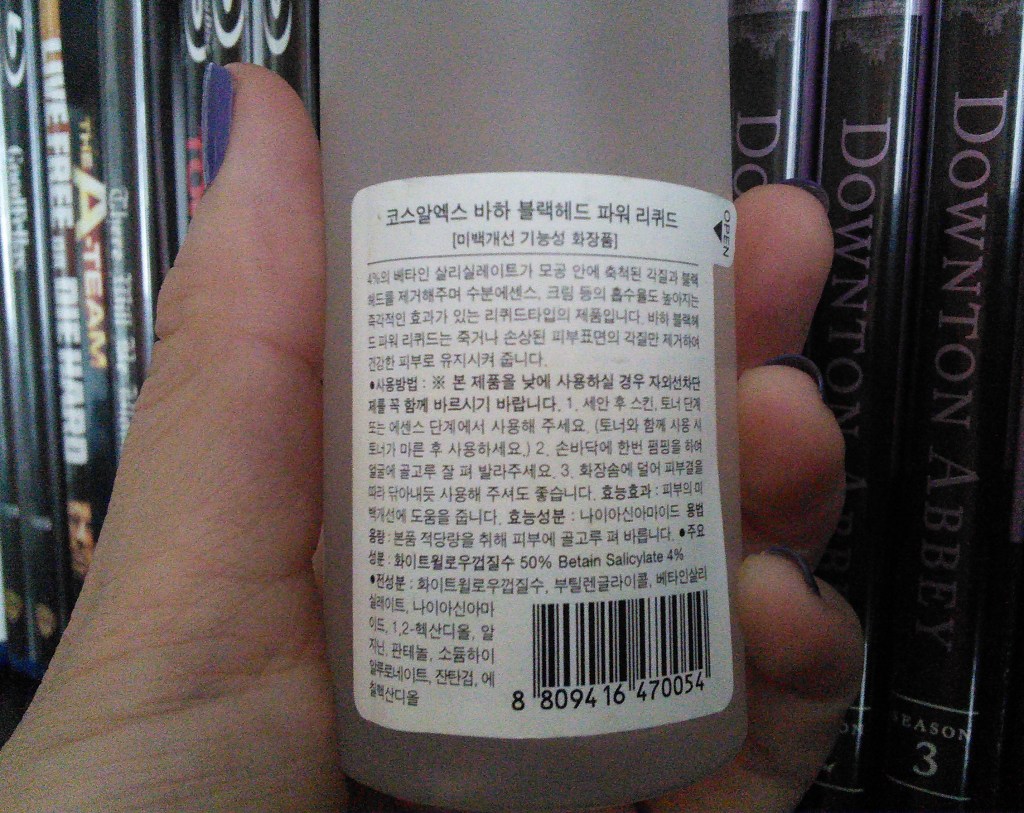 코스알엑스 바하 블랙헤드 파워 리퀴드
[미백개선 기능성 화장품]
OPEN
4%의 베타인 살리실레이트가 모공 안에 축척된 각질과 블랙
헤드를 제거해주며 수분에센스, 크림 등의 흡수율도 높아지는
즉각적인 효과가 있는 리퀴드타입의 제품입니다. 바하 블랙헤
드 파워 리퀴드는 죽거나 손상된 피부표면의 각질만 제거하여
건강한 피부로 유지시켜 줍니다.
●사용방법 : ※ 본 제품을 낮에 사용하실 경우 자외선차단
제를 꼭 함께 바르시기 바랍니다. 1. 세안 후 스킨, 토너 단계
또는 에센스 단계에서 사용해 주세요. (토너와 함께 사용 시
토너가 마른 후 사용하세요.) 2. 손바닥에 한번 펌핑을 하여
얼굴에 골고루 잘 펴 발라주세요. 3. 화장솜에 덜어 피부결을
따라 닦아내듯 사용해 주셔도 좋습니다. 효능효과 : 피부의 미
백개선에 도움을 줍니다. 효능성분 : 나이아신아마이드 용법
용량 : 본품 적당량을 취해 피부에 골고루 펴 바릅니다. ●주요
성분 : 화이트윌로우껍질수 50% Betain Salicylate 4%
●전성분 : 화이트윌로우껍질수, 부틸렌글라이콜, 베타인살리
실레이트, 나이아신아마
이드, 1,2-헥산디올, 알
지닌, 판테놀, 소듐하이
알루로네이트, 잔탄검, 에
칠헥산디올
8 809416 470054
LIVE FREE OR DIE HARD
THE A-TEAM
DOWNTON ABBEY
DOWNTON ABBEY
SEASON
3